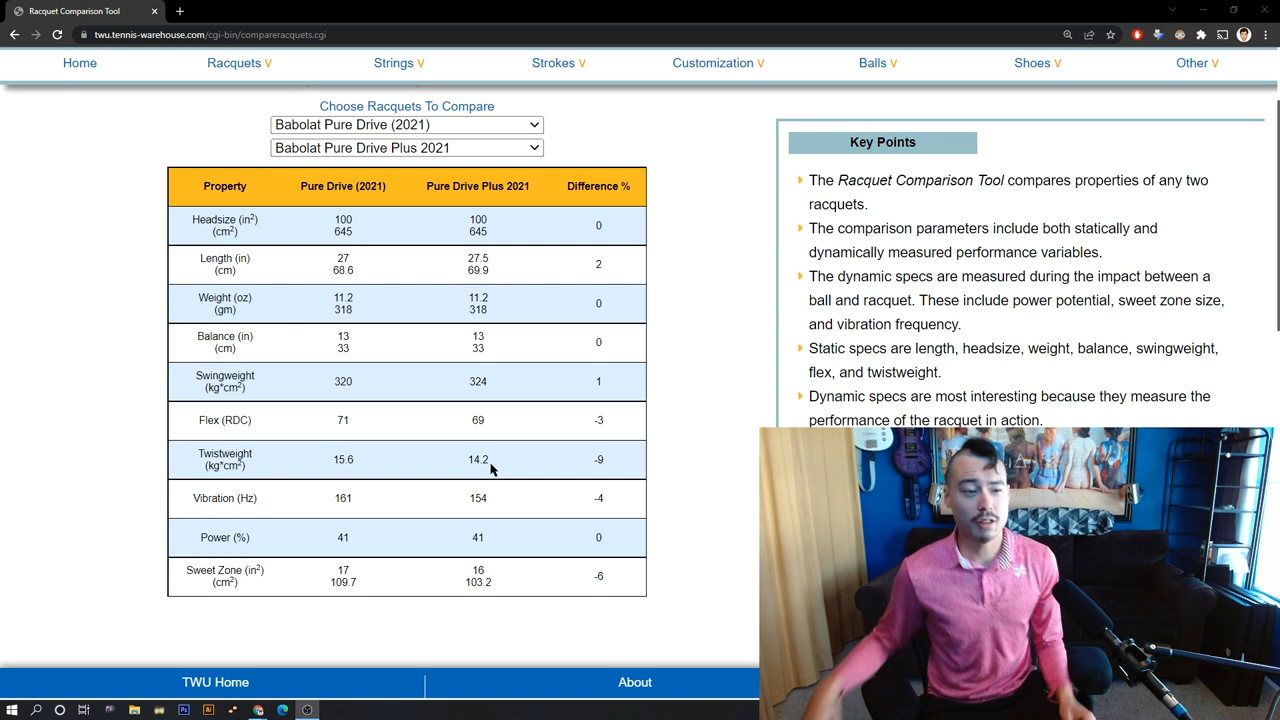 Racquet Comparison Tool
twu.tennis-warehouse.com/cgi-bin/compareracquets.cgi
Home Racquets V Strings V Strokes V Customization V Balls V Shoes V Other V
Choose Racquets To Compare
Babolat Pure Drive (2021)
Babolat Pure Drive Plus 2021
Property Pure Drive (2021) Pure Drive Plus 2021 Difference %
Headsize (in²) 100 100 0
(cm²) 645 645
Length (in) 27 27.5 2
(cm) 68.6 69.9
Weight (oz) 11.2 11.2 0
(gm) 318 318
Balance (in) 13 13 0
(cm) 33 33
Swingweight
(kg*cm²) 320 324 1
Flex (RDC) 71 69 -3
Twistweight
(kg*cm²) 15.6 14.2 -9
Vibration (Hz) 161 154 -4
Power (%) 41 41 0
Sweet Zone (in²) 17 16 -6
(cm²) 109.7 103.2
Key Points
The Racquet Comparison Tool compares properties of any two
racquets.
The comparison parameters include both statically and
dynamically measured performance variables.
The dynamic specs are measured during the impact between a
ball and racquet. These include power potential, sweet zone size,
and vibration frequency.
Static specs are length, headsize, weight, balance, swingweight,
flex, and twistweight.
Dynamic specs are most interesting because they measure the
performance of the racquet in action.
TWU Home About